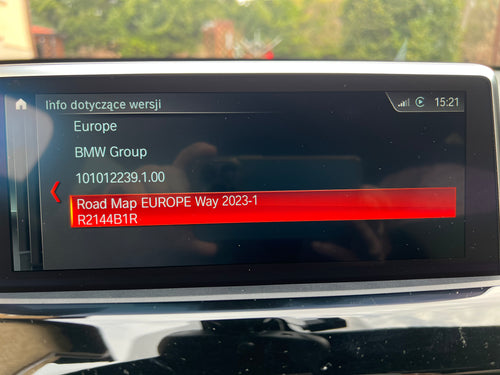 Info dotyczące wersji
15:21
Europe
BMW Group
101012239.1.00
Road Map EUROPE Way 2023-1
R2144B1R